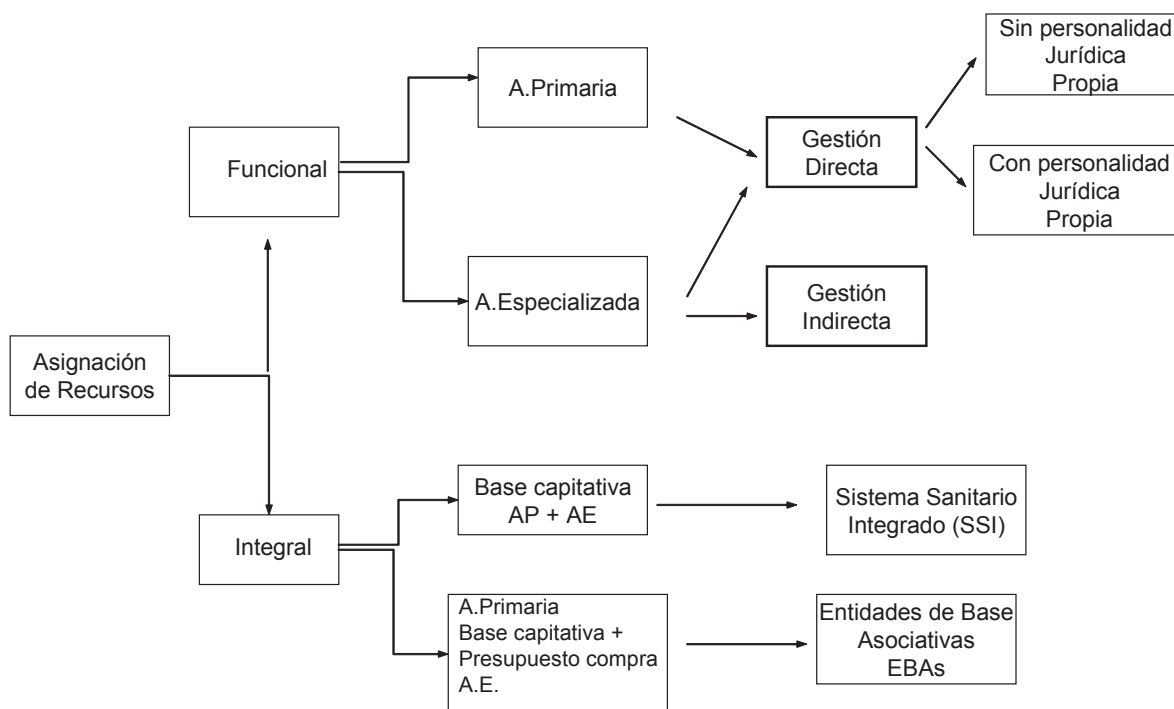 Sin personalidad
Jurídica
Propia
A.Primaria
Gestión
Directa
Funcional
Con personalidad
Jurídica
Propia
A.Especializada
Gestión
Indirecta
Asignación
de Recursos
Base capitativa
AP + AE
Sistema Sanitario
Integrado (SSI)
Integral
A.Primaria
Base capitativa +
Presupuesto compra
A.E.
Entidades de Base
Asociativas
EBAs